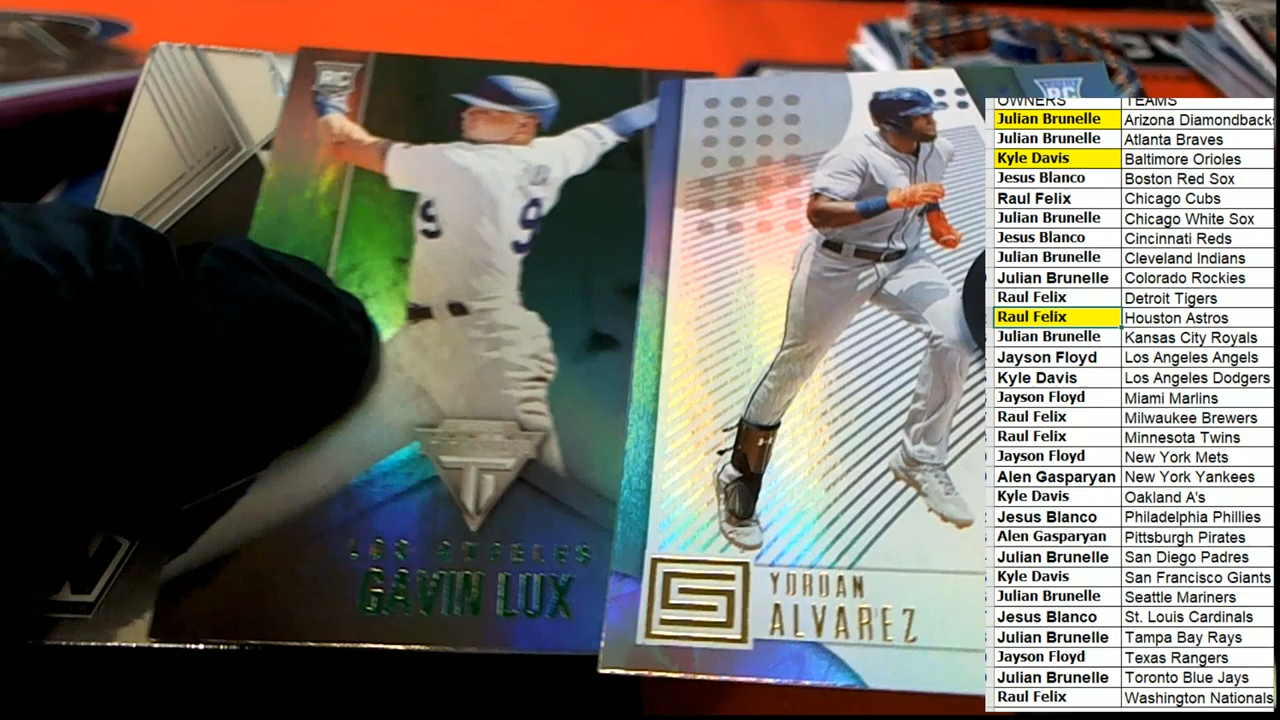 RC
9
9
LOS ANGELES
GAVIN LUX
RC
YORDAN
ALVAREZ
OWNERS TEAMS
Julian Brunelle Arizona Diamondback
Julian Brunelle Atlanta Braves
Kyle Davis Baltimore Orioles
Jesus Blanco Boston Red Sox
Raul Felix Chicago Cubs
Julian Brunelle Chicago White Sox
Jesus Blanco Cincinnati Reds
Julian Brunelle Cleveland Indians
Julian Brunelle Colorado Rockies
Raul Felix Detroit Tigers
Raul Felix Houston Astros
Julian Brunelle Kansas City Royals
Jayson Floyd Los Angeles Angels
Kyle Davis Los Angeles Dodgers
Jayson Floyd Miami Marlins
Raul Felix Milwaukee Brewers
Raul Felix Minnesota Twins
Jayson Floyd New York Mets
Alen Gasparyan New York Yankees
Kyle Davis Oakland A's
Jesus Blanco Philadelphia Phillies
Alen Gasparyan Pittsburgh Pirates
Julian Brunelle San Diego Padres
Kyle Davis San Francisco Giants
Julian Brunelle Seattle Mariners
Jesus Blanco St. Louis Cardinals
Julian Brunelle Tampa Bay Rays
Jayson Floyd Texas Rangers
Julian Brunelle Toronto Blue Jays
Raul Felix Washington Nationals